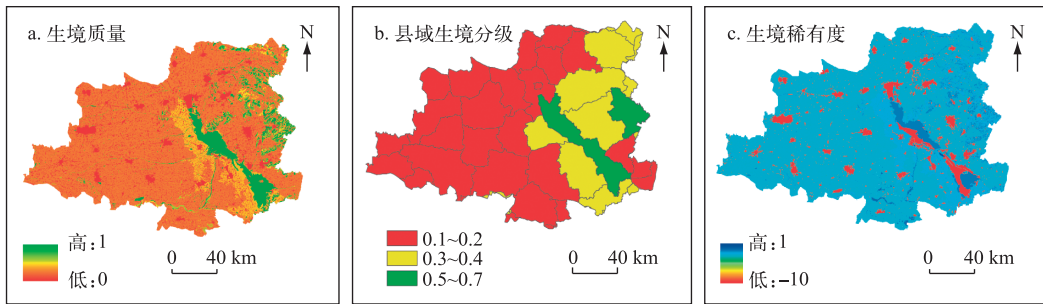 a. 生境质量
N
高:1
低:0
0 40 km
b. 县域生境分级
N
0.1~0.2
0.3~0.4
0.5~0.7
0 40 km
c. 生境稀有度
N
高:1
低:-10
0 40 km